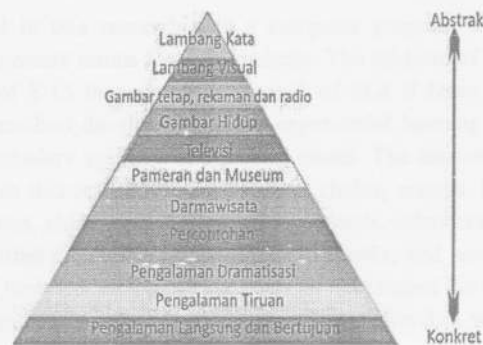 Abstrak
Lambang Kata
Lambang Visual
Gambar tetap, rekaman dan radio
Gambar Hidup
Televisi
Pameran dan Museum
Darmawisata
Percontohan
Pengalaman Dramatisasi
Pengalaman Tiruan
Pengalaman Langsung dan Bertujuan
Konkret